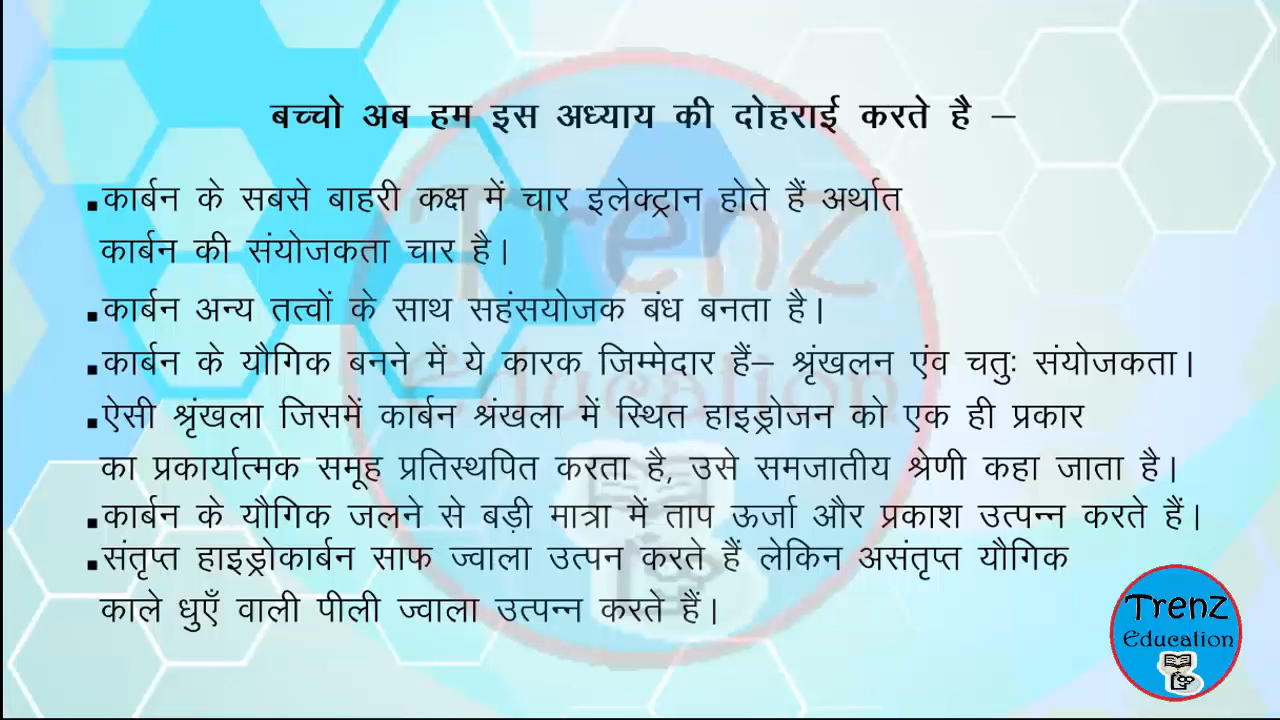 बच्चो अब हम इस अध्याय की दोहराई करते है –
▪कार्बन के सबसे बाहरी कक्ष में चार इलेक्ट्रान होते हैं अर्थात
कार्बन की संयोजकता चार है।
▪कार्बन अन्य तत्वों के साथ सहंसयोजक बंध बनता है।
▪कार्बन के यौगिक बनने में ये कारक जिम्मेदार हैं– श्रृंखलन एंव चतुः संयोजकता।
▪ऐसी श्रृंखला जिसमें कार्बन श्रंखला में स्थित हाइड्रोजन को एक ही प्रकार
का प्रकार्यात्मक समूह प्रतिस्थपित करता है, उसे समजातीय श्रेणी कहा जाता है।
▪कार्बन के यौगिक जलने से बड़ी मात्रा में ताप ऊर्जा और प्रकाश उत्पन्न करते हैं।
▪संतृप्त हाइड्रोकार्बन साफ ज्वाला उत्पन करते हैं लेकिन असंतृप्त यौगिक
काले धुएँ वाली पीली ज्वाला उत्पन्न करते हैं।
Trenz
Education
Trenz
Education